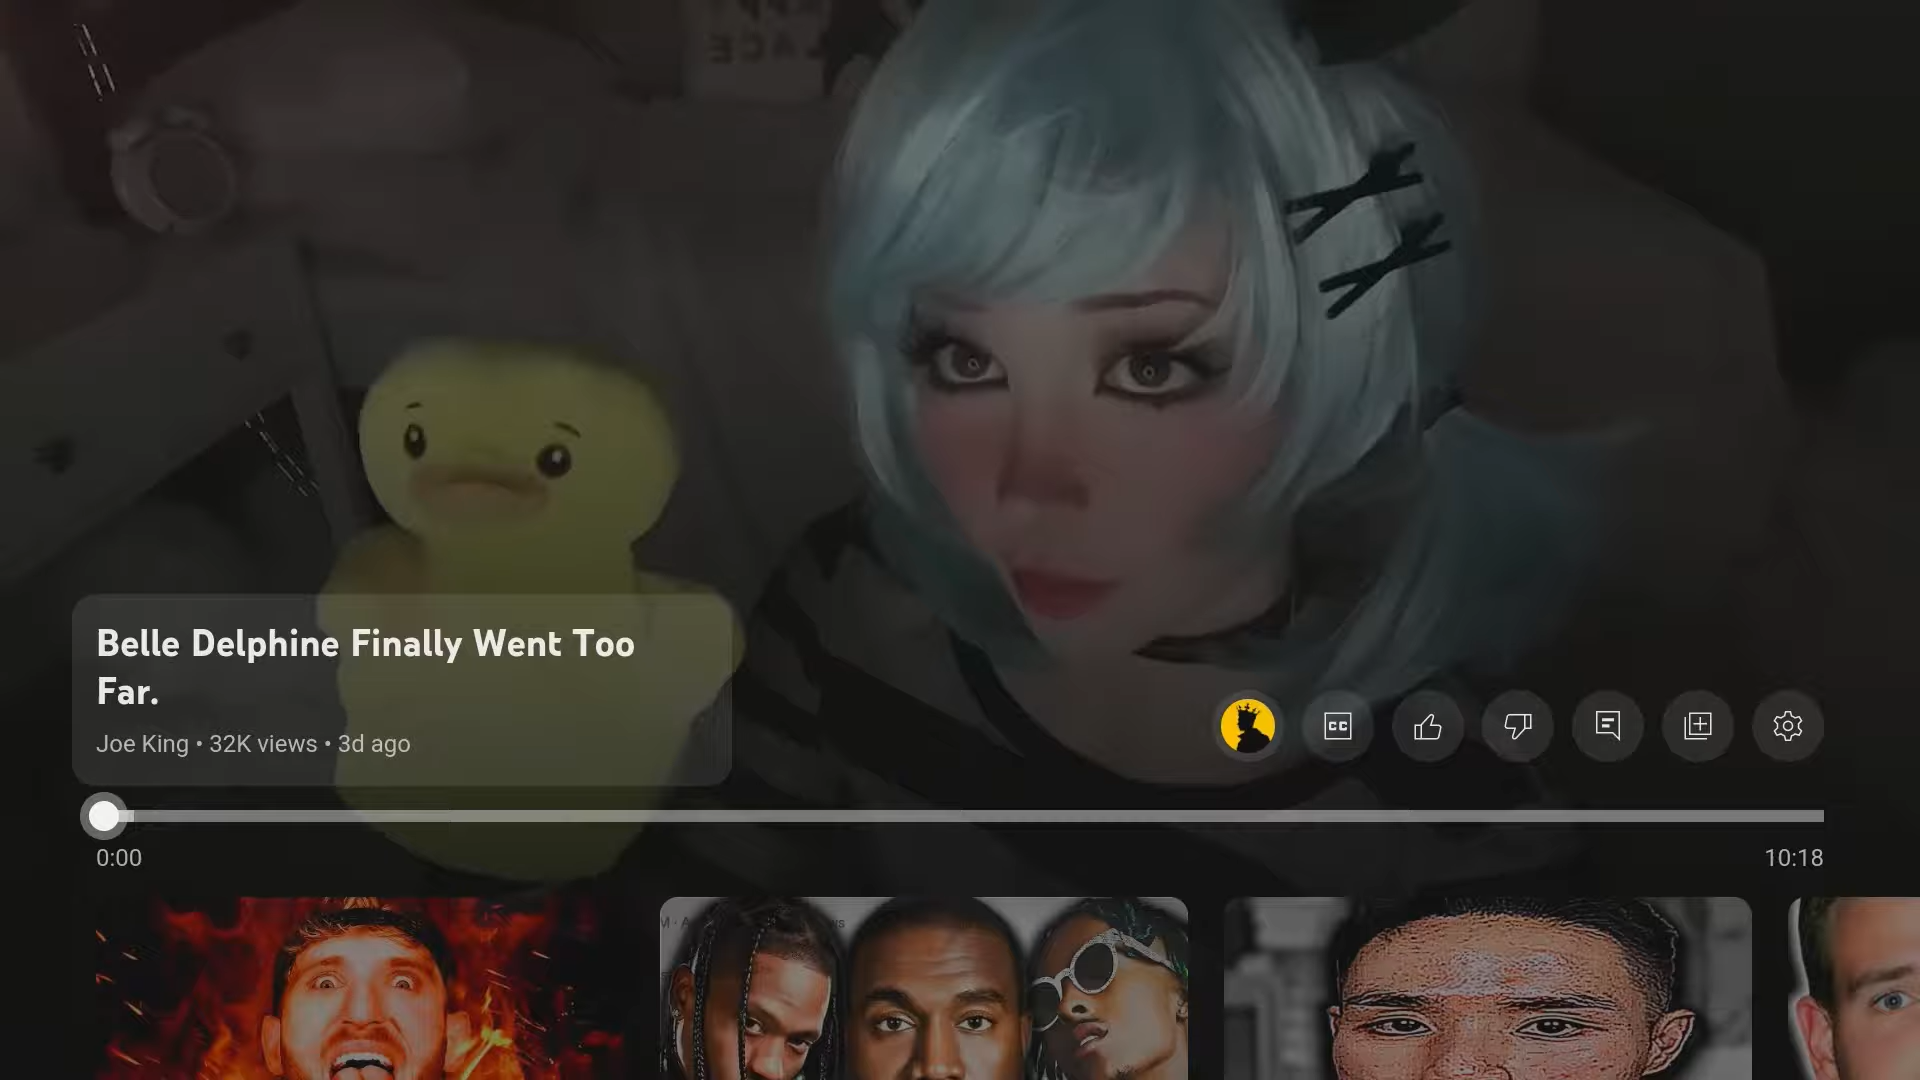 Belle Delphine Finally Went Too
Far.
Joe King • 32K views • 3d ago
CC
0:00
10:18